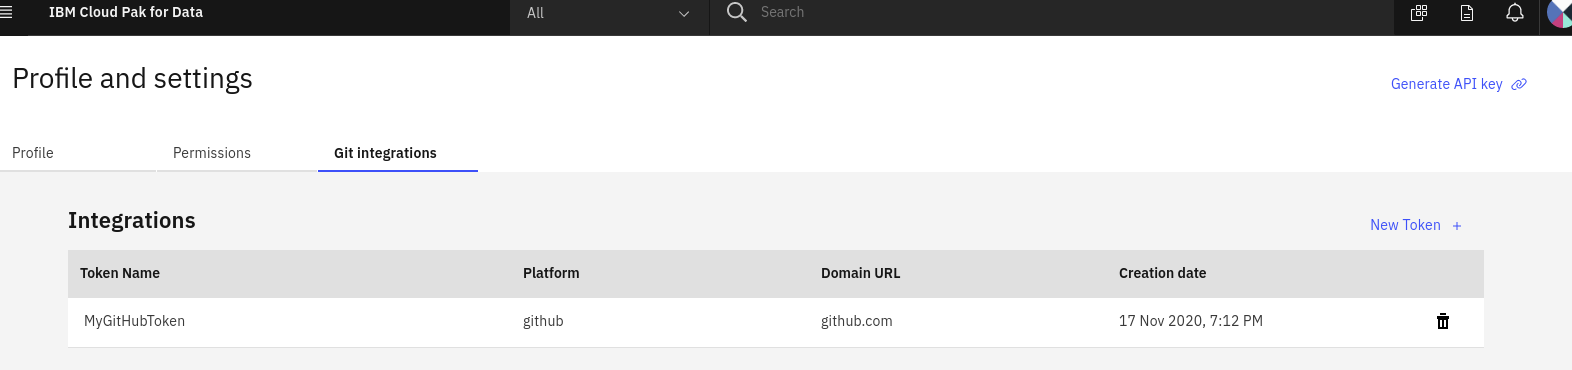 IBM Cloud Pak for Data All Search
Profile and settings
Generate API key
Profile Permissions Git integrations
Integrations
New Token +
Token Name Platform Domain URL Creation date
MyGitHubToken github github.com 17 Nov 2020, 7:12 PM